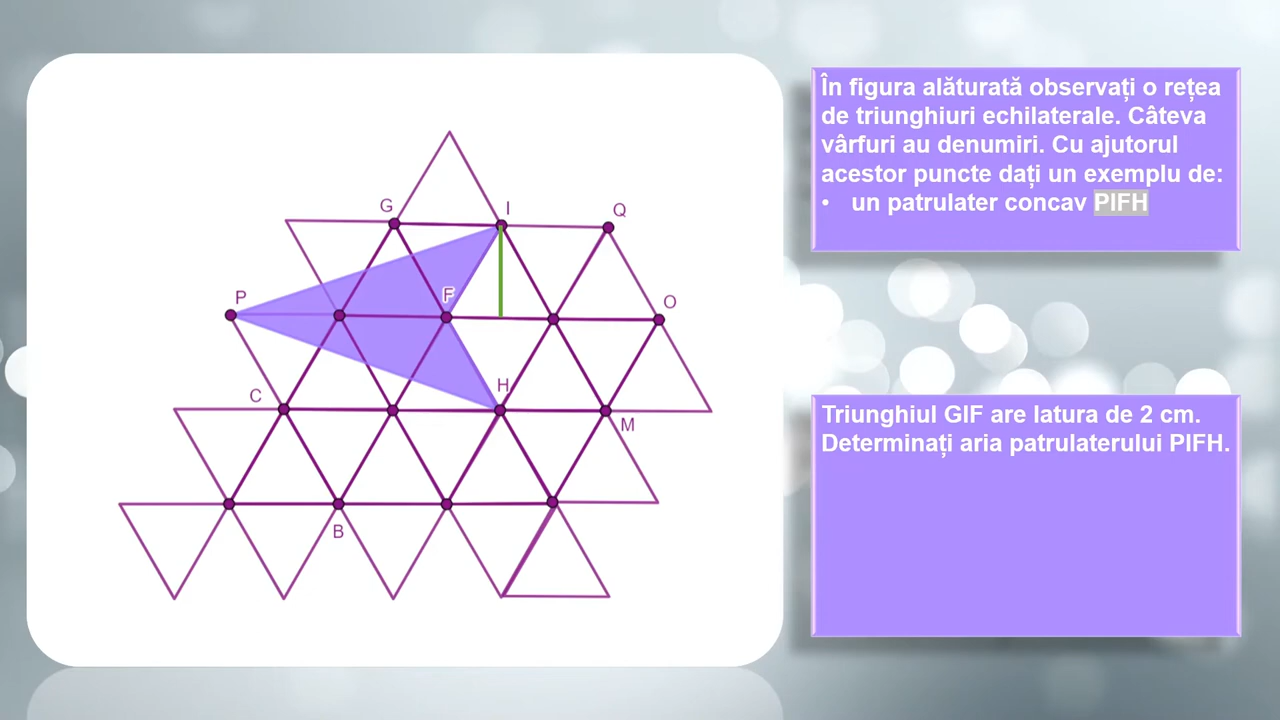 În figura alăturată observați o rețea
de triunghiuri echilaterale. Câteva
vârfuri au denumiri. Cu ajutorul
acestor puncte dați un exemplu de:
• un patrulater concav PIFH
G
I
Q
P
F
O
C
H
M
B
Triunghiul GIF are latura de 2 cm.
Determinați aria patrulaterului PIFH.